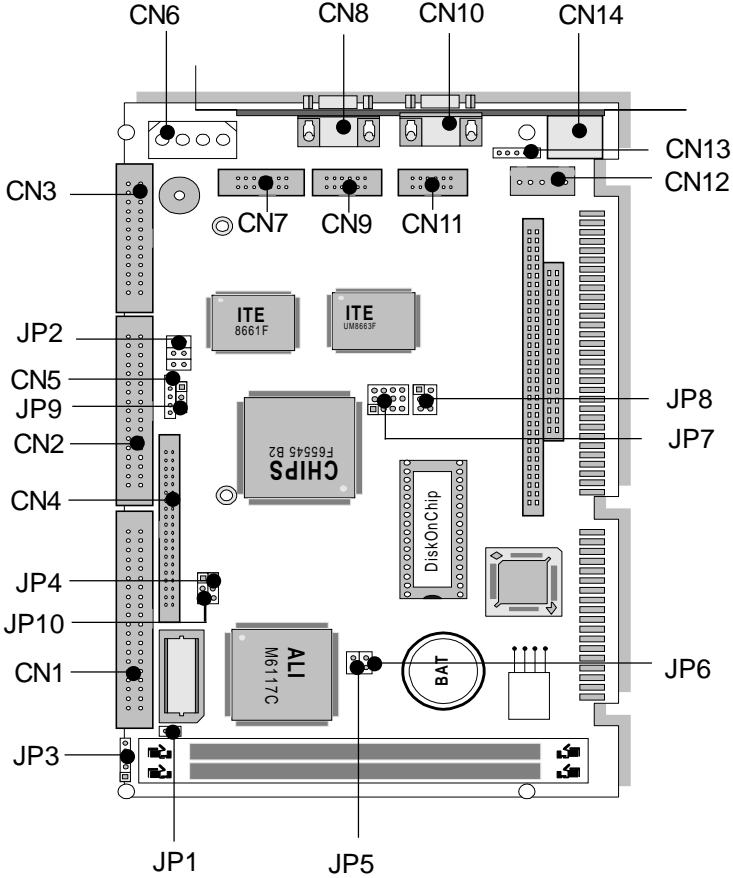 CN6
CN8
CN10
CN14
CN13
CN12
CN3
CN7
CN9
CN11
ITE
8661F
ITE
UM8663F
JP2
CN5
JP9
JP8
JP7
CN2
CHIPS
F65545 B2
CN4
DiskOnChip
JP4
JP10
ALI
M6117C
BAT
JP6
CN1
JP3
JP1
JP5